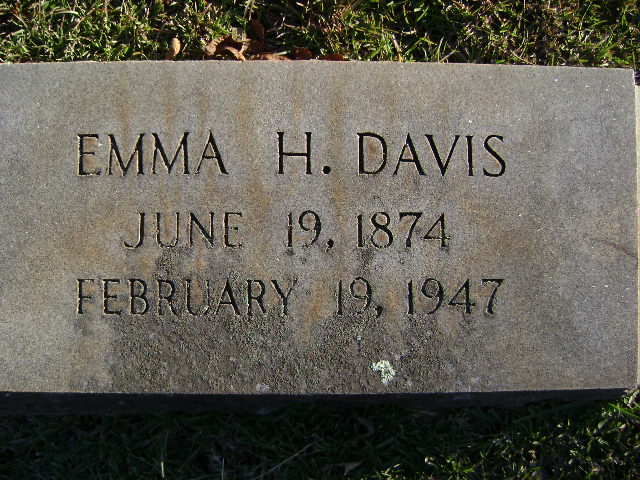 EMMA H. DAVIS
JUNE 19, 1874
FEBRUARY 19, 1947